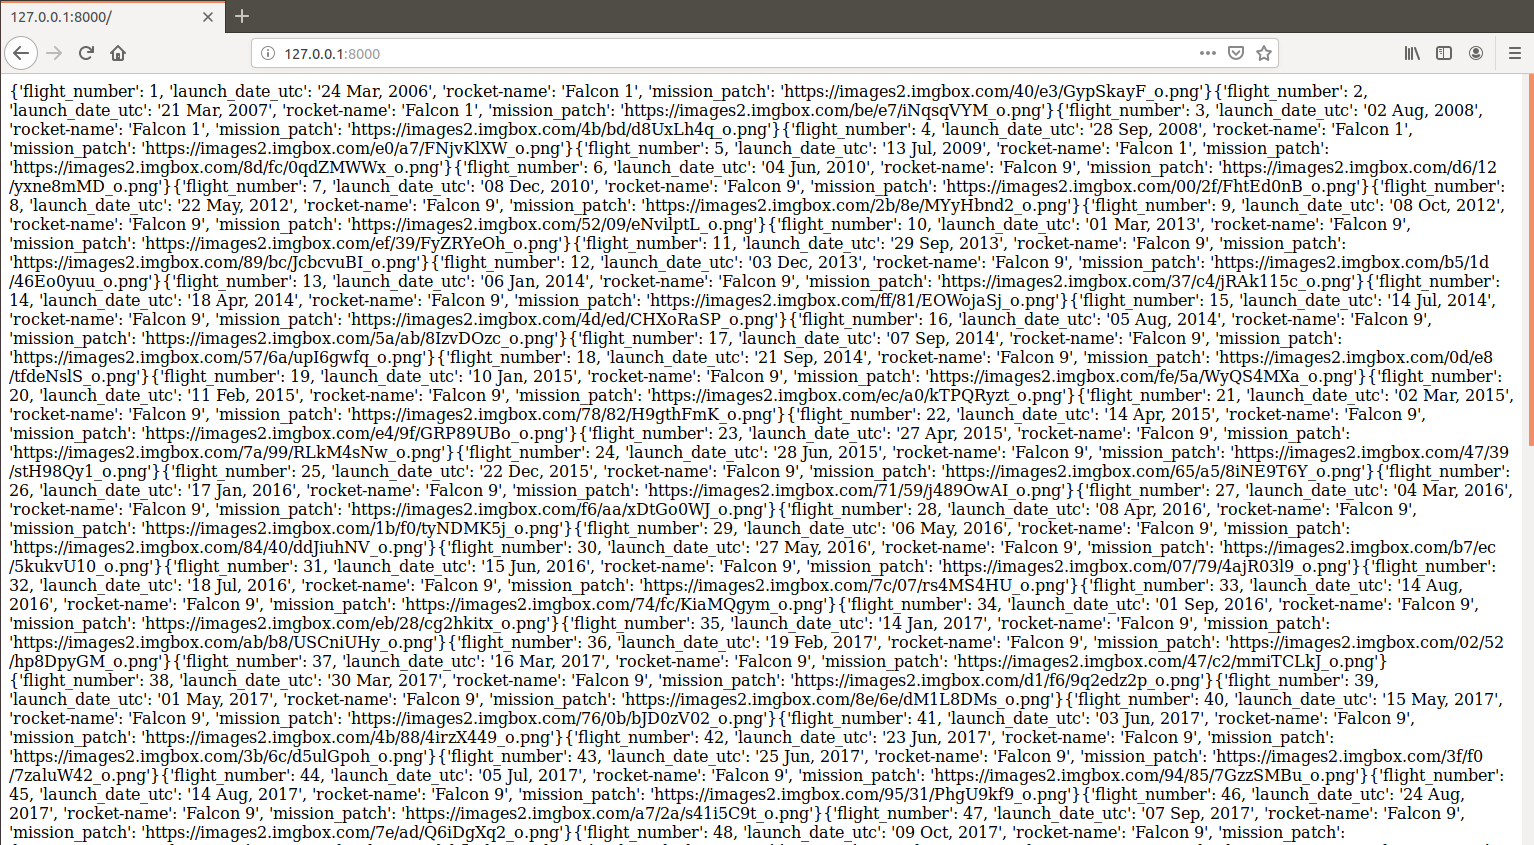 127.0.0.1:8000/
127.0.0.1:8000
{'flight_number': 1, 'launch_date_utc': '24 Mar, 2006', 'rocket-name': 'Falcon 1', 'mission_patch': 'https://images2.imgbox.com/40/e3/GypSkayF_o.png'}{'flight_number': 2,
'launch_date_utc': '21 Mar, 2007', 'rocket-name': 'Falcon 1', 'mission_patch': 'https://images2.imgbox.com/be/e7/iNqsqVYM_o.png'}{'flight_number': 3, 'launch_date_utc': '02 Aug, 2008',
'rocket-name': 'Falcon 1', 'mission_patch': 'https://images2.imgbox.com/4b/bd/d8UxLh4q_o.png'}{'flight_number': 4, 'launch_date_utc': '28 Sep, 2008', 'rocket-name': 'Falcon 1',
'mission_patch': 'https://images2.imgbox.com/e0/a7/FNjvKlXW_o.png'}{'flight_number': 5, 'launch_date_utc': '13 Jul, 2009', 'rocket-name': 'Falcon 1', 'mission_patch':
'https://images2.imgbox.com/8d/fc/0qdZMWWx_o.png'}{'flight_number': 6, 'launch_date_utc': '04 Jun, 2010', 'rocket-name': 'Falcon 9', 'mission_patch': 'https://images2.imgbox.com/d6/12
/yxne8mMD_o.png'}{'flight_number': 7, 'launch_date_utc': '08 Dec, 2010', 'rocket-name': 'Falcon 9', 'mission_patch': 'https://images2.imgbox.com/00/2f/FhtEd0nB_o.png'}{'flight_number':
8, 'launch_date_utc': '22 May, 2012', 'rocket-name': 'Falcon 9', 'mission_patch': 'https://images2.imgbox.com/2b/8e/MYyHbnd2_o.png'}{'flight_number': 9, 'launch_date_utc': '08 Oct, 2012',
'rocket-name': 'Falcon 9', 'mission_patch': 'https://images2.imgbox.com/52/09/eNvilptL_o.png'}{'flight_number': 10, 'launch_date_utc': '01 Mar, 2013', 'rocket-name': 'Falcon 9',
'mission_patch': 'https://images2.imgbox.com/ef/39/FyZRYeOh_o.png'}{'flight_number': 11, 'launch_date_utc': '29 Sep, 2013', 'rocket-name': 'Falcon 9', 'mission_patch':
'https://images2.imgbox.com/89/bc/JcbcvuBI_o.png'}{'flight_number': 12, 'launch_date_utc': '03 Dec, 2013', 'rocket-name': 'Falcon 9', 'mission_patch': 'https://images2.imgbox.com/b5/1d
/46Eo0yuu_o.png'}{'flight_number': 13, 'launch_date_utc': '06 Jan, 2014', 'rocket-name': 'Falcon 9', 'mission_patch': 'https://images2.imgbox.com/37/c4/jRAk115c_o.png'}{'flight_number':
14, 'launch_date_utc': '18 Apr, 2014', 'rocket-name': 'Falcon 9', 'mission_patch': 'https://images2.imgbox.com/ff/81/EOWojaSj_o.png'}{'flight_number': 15, 'launch_date_utc': '14 Jul, 2014',
'rocket-name': 'Falcon 9', 'mission_patch': 'https://images2.imgbox.com/4d/ed/CHXoRaSP_o.png'}{'flight_number': 16, 'launch_date_utc': '05 Aug, 2014', 'rocket-name': 'Falcon 9',
'mission_patch': 'https://images2.imgbox.com/5a/ab/8IzvDOzc_o.png'}{'flight_number': 17, 'launch_date_utc': '07 Sep, 2014', 'rocket-name': 'Falcon 9', 'mission_patch':
'https://images2.imgbox.com/57/6a/upI6gwfq_o.png'}{'flight_number': 18, 'launch_date_utc': '21 Sep, 2014', 'rocket-name': 'Falcon 9', 'mission_patch': 'https://images2.imgbox.com/0d/e8
/tfdeNslS_o.png'}{'flight_number': 19, 'launch_date_utc': '10 Jan, 2015', 'rocket-name': 'Falcon 9', 'mission_patch': 'https://images2.imgbox.com/fe/5a/WyQS4MXa_o.png'}{'flight_number':
20, 'launch_date_utc': '11 Feb, 2015', 'rocket-name': 'Falcon 9', 'mission_patch': 'https://images2.imgbox.com/ec/a0/kTPQRyzt_o.png'}{'flight_number': 21, 'launch_date_utc': '02 Mar, 2015',
'rocket-name': 'Falcon 9', 'mission_patch': 'https://images2.imgbox.com/78/82/H9gthFmK_o.png'}{'flight_number': 22, 'launch_date_utc': '14 Apr, 2015', 'rocket-name': 'Falcon 9',
'mission_patch': 'https://images2.imgbox.com/e4/9f/GRP89UBo_o.png'}{'flight_number': 23, 'launch_date_utc': '27 Apr, 2015', 'rocket-name': 'Falcon 9', 'mission_patch':
'https://images2.imgbox.com/7a/99/RLkM4sNw_o.png'}{'flight_number': 24, 'launch_date_utc': '28 Jun, 2015', 'rocket-name': 'Falcon 9', 'mission_patch': 'https://images2.imgbox.com/47/39
/stH98Qy1_o.png'}{'flight_number': 25, 'launch_date_utc': '22 Dec, 2015', 'rocket-name': 'Falcon 9', 'mission_patch': 'https://images2.imgbox.com/65/a5/8iNE9T6Y_o.png'}{'flight_number':
26, 'launch_date_utc': '17 Jan, 2016', 'rocket-name': 'Falcon 9', 'mission_patch': 'https://images2.imgbox.com/71/59/j489OwAI_o.png'}{'flight_number': 27, 'launch_date_utc': '04 Mar, 2016',
'rocket-name': 'Falcon 9', 'mission_patch': 'https://images2.imgbox.com/f6/aa/xDtGo0WJ_o.png'}{'flight_number': 28, 'launch_date_utc': '08 Apr, 2016', 'rocket-name': 'Falcon 9',
'mission_patch': 'https://images2.imgbox.com/1b/f0/tyNDMK5j_o.png'}{'flight_number': 29, 'launch_date_utc': '06 May, 2016', 'rocket-name': 'Falcon 9', 'mission_patch':
'https://images2.imgbox.com/84/40/ddJiuhNV_o.png'}{'flight_number': 30, 'launch_date_utc': '27 May, 2016', 'rocket-name': 'Falcon 9', 'mission_patch': 'https://images2.imgbox.com/b7/ec
/5kukvU10_o.png'}{'flight_number': 31, 'launch_date_utc': '15 Jun, 2016', 'rocket-name': 'Falcon 9', 'mission_patch': 'https://images2.imgbox.com/07/79/4ajR03l9_o.png'}{'flight_number':
32, 'launch_date_utc': '18 Jul, 2016', 'rocket-name': 'Falcon 9', 'mission_patch': 'https://images2.imgbox.com/7c/07/rs4MS4HU_o.png'}{'flight_number': 33, 'launch_date_utc': '14 Aug,
2016', 'rocket-name': 'Falcon 9', 'mission_patch': 'https://images2.imgbox.com/74/fc/KiaMQgym_o.png'}{'flight_number': 34, 'launch_date_utc': '01 Sep, 2016', 'rocket-name': 'Falcon 9',
'mission_patch': 'https://images2.imgbox.com/eb/28/cg2hkitx_o.png'}{'flight_number': 35, 'launch_date_utc': '14 Jan, 2017', 'rocket-name': 'Falcon 9', 'mission_patch':
'https://images2.imgbox.com/ab/b8/USCniUHy_o.png'}{'flight_number': 36, 'launch_date_utc': '19 Feb, 2017', 'rocket-name': 'Falcon 9', 'mission_patch': 'https://images2.imgbox.com/02/52
/hp8DpyGM_o.png'}{'flight_number': 37, 'launch_date_utc': '16 Mar, 2017', 'rocket-name': 'Falcon 9', 'mission_patch': 'https://images2.imgbox.com/47/c2/mmiTCLkJ_o.png'}
{'flight_number': 38, 'launch_date_utc': '30 Mar, 2017', 'rocket-name': 'Falcon 9', 'mission_patch': 'https://images2.imgbox.com/d1/f6/9q2edz2p_o.png'}{'flight_number': 39,
'launch_date_utc': '01 May, 2017', 'rocket-name': 'Falcon 9', 'mission_patch': 'https://images2.imgbox.com/8e/6e/dM1L8DMs_o.png'}{'flight_number': 40, 'launch_date_utc': '15 May, 2017',
'rocket-name': 'Falcon 9', 'mission_patch': 'https://images2.imgbox.com/76/0b/bJD0zV02_o.png'}{'flight_number': 41, 'launch_date_utc': '03 Jun, 2017', 'rocket-name': 'Falcon 9',
'mission_patch': 'https://images2.imgbox.com/4b/88/4irzX449_o.png'}{'flight_number': 42, 'launch_date_utc': '23 Jun, 2017', 'rocket-name': 'Falcon 9', 'mission_patch':
'https://images2.imgbox.com/3b/6c/d5ulGpoh_o.png'}{'flight_number': 43, 'launch_date_utc': '25 Jun, 2017', 'rocket-name': 'Falcon 9', 'mission_patch': 'https://images2.imgbox.com/3f/f0
/7zaluW42_o.png'}{'flight_number': 44, 'launch_date_utc': '05 Jul, 2017', 'rocket-name': 'Falcon 9', 'mission_patch': 'https://images2.imgbox.com/94/85/7GzzSMBu_o.png'}{'flight_number':
45, 'launch_date_utc': '14 Aug, 2017', 'rocket-name': 'Falcon 9', 'mission_patch': 'https://images2.imgbox.com/95/31/PhgU9kf9_o.png'}{'flight_number': 46, 'launch_date_utc': '24 Aug,
2017', 'rocket-name': 'Falcon 9', 'mission_patch': 'https://images2.imgbox.com/a7/2a/s41i5C9t_o.png'}{'flight_number': 47, 'launch_date_utc': '07 Sep, 2017', 'rocket-name': 'Falcon 9',
'mission_patch': 'https://images2.imgbox.com/7e/ad/Q6iDgXq2_o.png'}{'flight_number': 48, 'launch_date_utc': '09 Oct, 2017', 'rocket-name': 'Falcon 9', 'mission_patch':